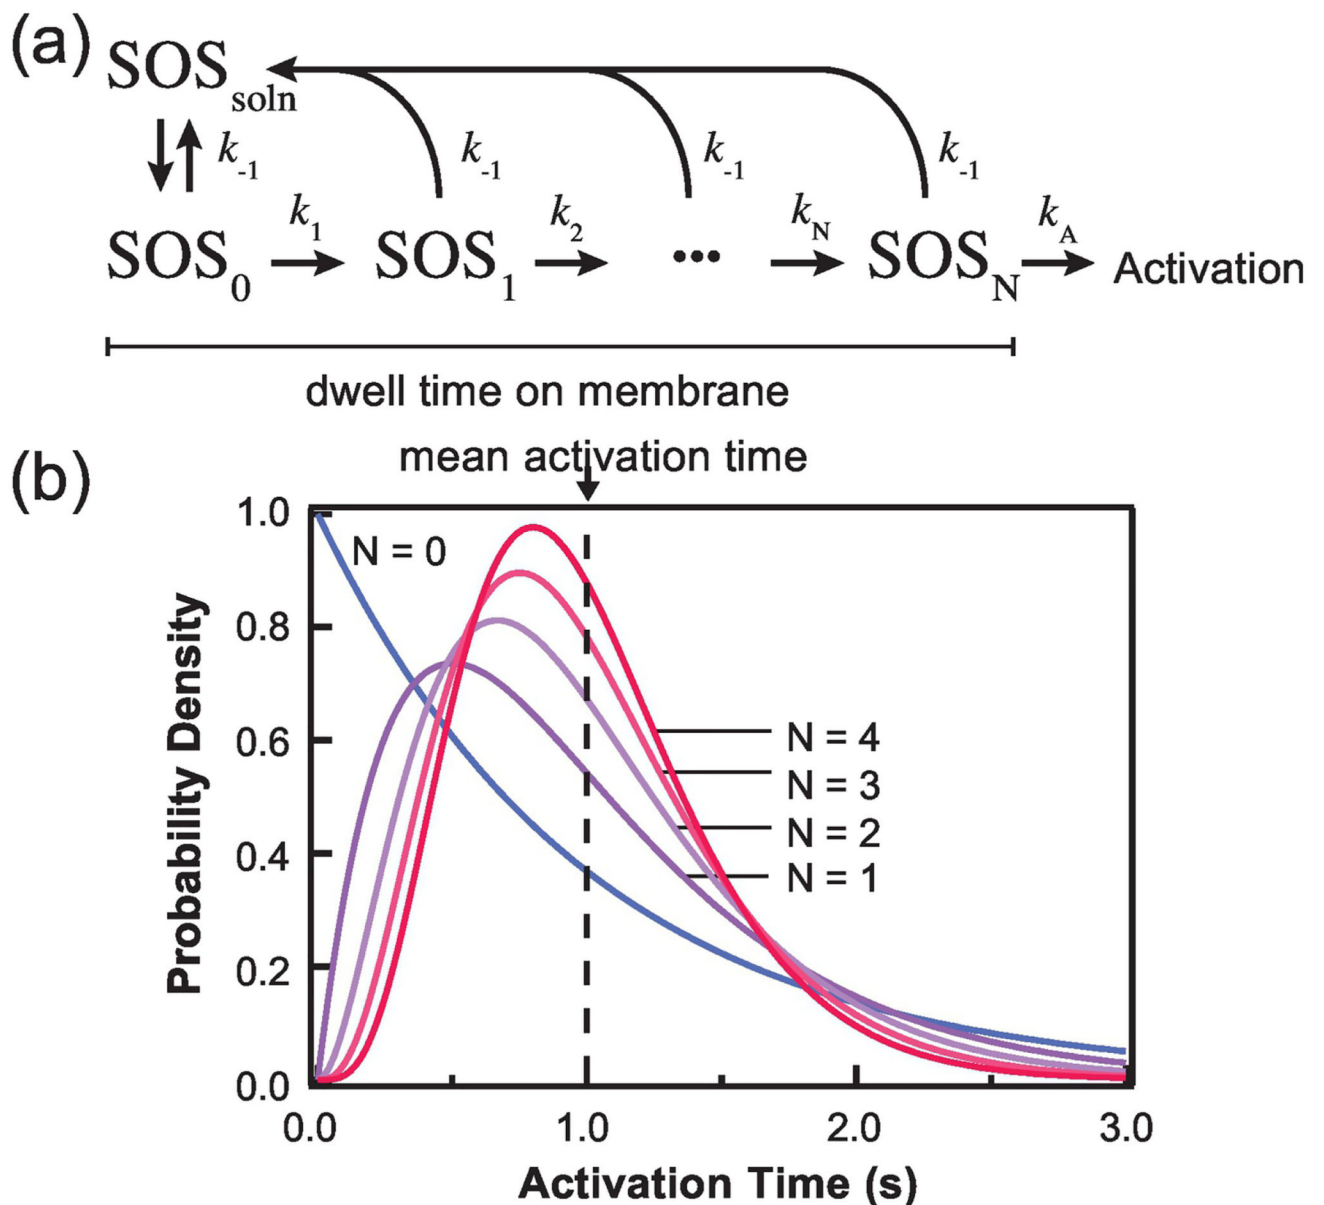 (a)
SOS soln
k-1 k-1 k-1 k-1
k1 k2 kN kA
SOS0 SOS1 ... SOSN Activation
dwell time on membrane
mean activation time
(b)
1.0
N = 0
0.8
Probability Density
0.6
N = 4
N = 3
0.4
N = 2
N = 1
0.2
0.0
0.0 1.0 2.0 3.0
Activation Time (s)